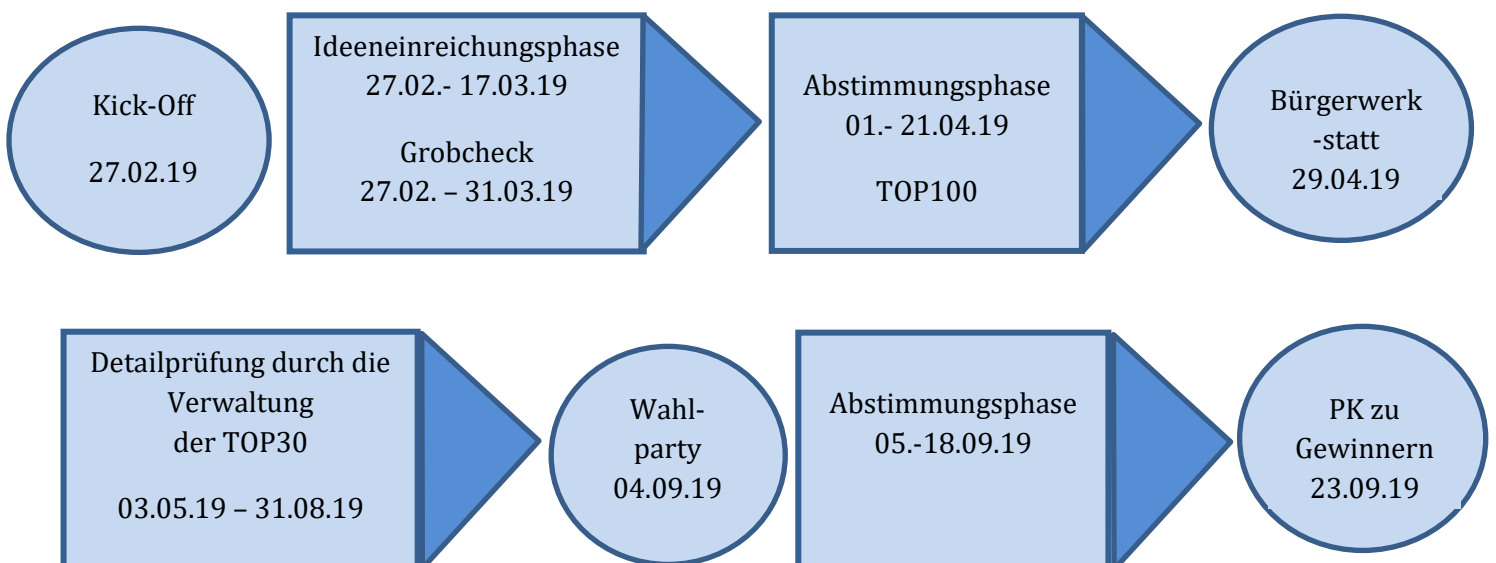 Kick-Off
27.02.19
Ideeneinreichungsphase
27.02.- 17.03.19
Grobcheck
27.02. – 31.03.19
Abstimmungsphase
01.- 21.04.19
TOP100
Bürgerwerk
-statt
29.04.19
Detailprüfung durch die
Verwaltung
der TOP30
03.05.19 – 31.08.19
Wahl-
party
04.09.19
Abstimmungsphase
05.-18.09.19
PK zu
Gewinnern
23.09.19